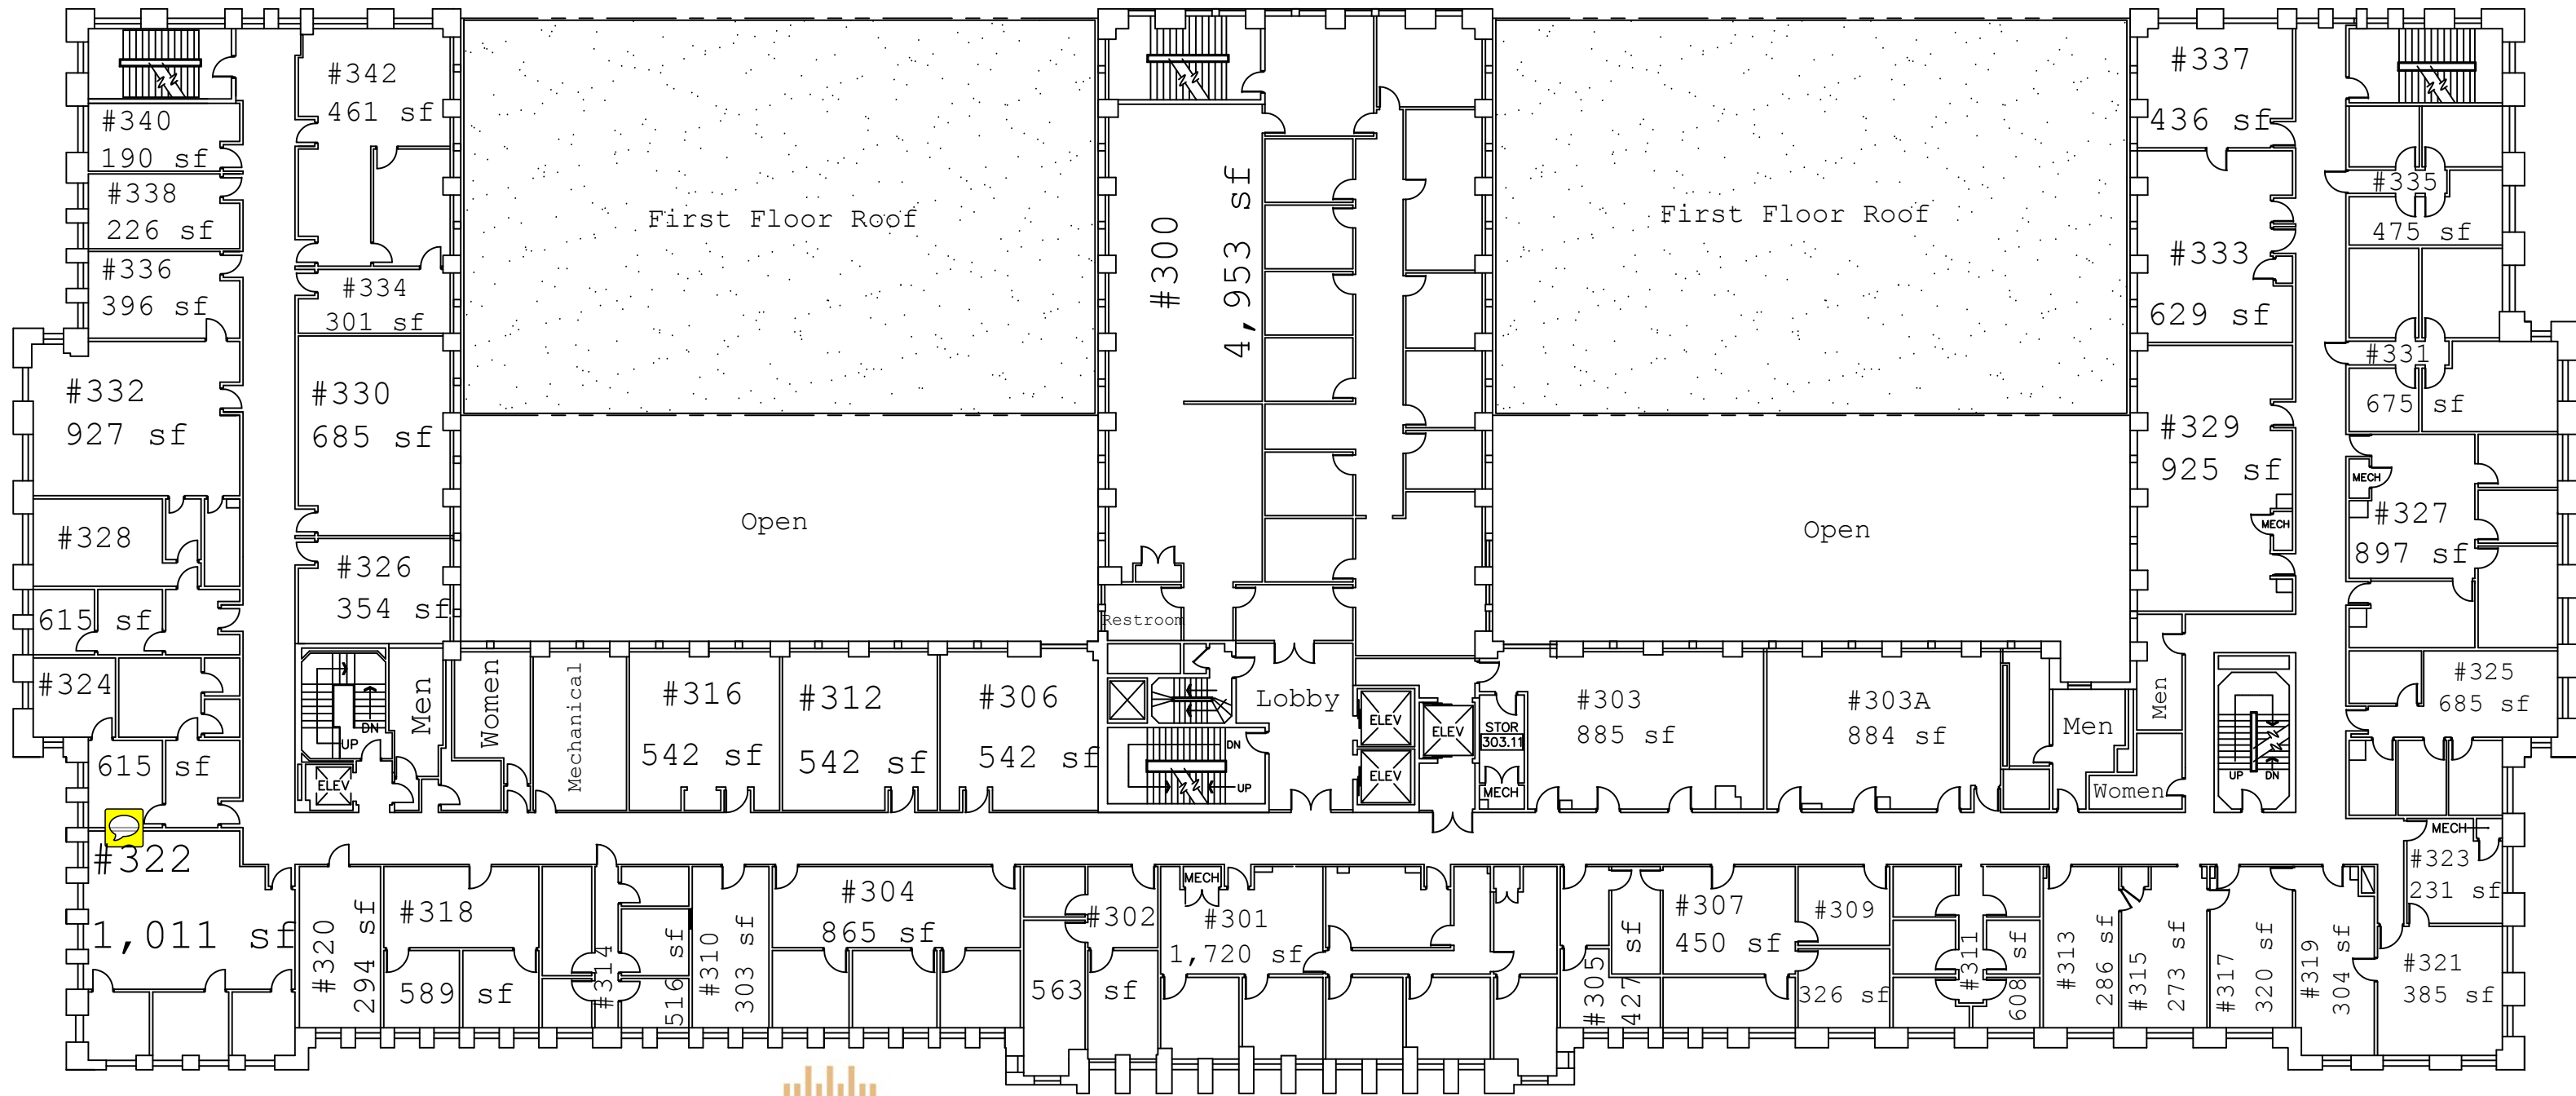 #342
461 sf
#340
190 sf
#338
226 sf
#336
396 sf
#334
301 sf
#332
927 sf
#330
685 sf
#328
615 sf
#326
354 sf
#324
615 sf
#322
1,011 sf
First Floor Roof
Open
#300
4,953 sf
Restroom
First Floor Roof
Open
#337
436 sf
#335
475 sf
#333
629 sf
#331
675 sf
#329
925 sf
MECH
MECH
#327
897 sf
#325
685 sf
DN
UP
ELEV
Men
Women
Mechanical
#316
542 sf
#312
542 sf
#306
542 sf
DN
UP
Lobby
ELEV
ELEV
ELEV
STOR
303.11
MECH
#303
885 sf
#303A
884 sf
Men
Women
Men
UP
DN
MECH
#323
231 sf
#320
294 sf
#318
589 sf
#314
516 sf
#310
303 sf
#304
865 sf
#302
563 sf
MECH
#301
1,720 sf
#305
427 sf
#307
450 sf
#309
326 sf
#311
608 sf
#313
286 sf
#315
273 sf
#317
320 sf
#319
304 sf
#321
385 sf